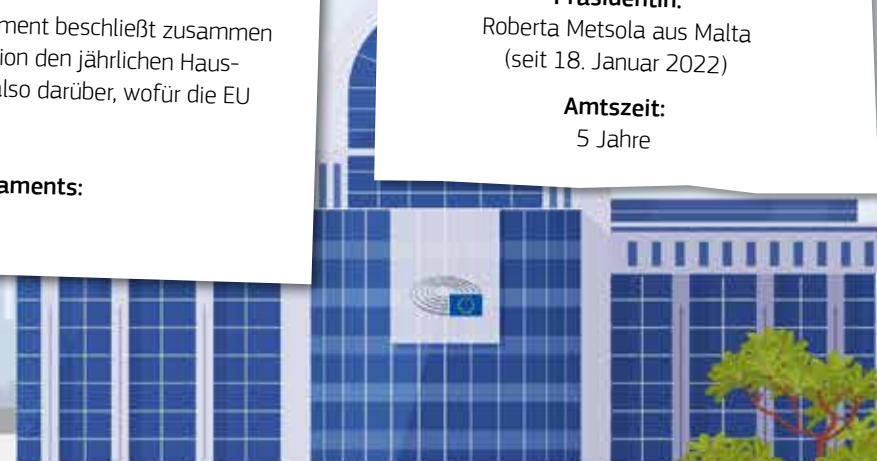 ment beschließt zusammen
ion den jährlichen Haus-
also darüber, wofür die EU
aments:
Präsidentin:
Roberta Metsola aus Malta
(seit 18. Januar 2022)
Amtszeit:
5 Jahre